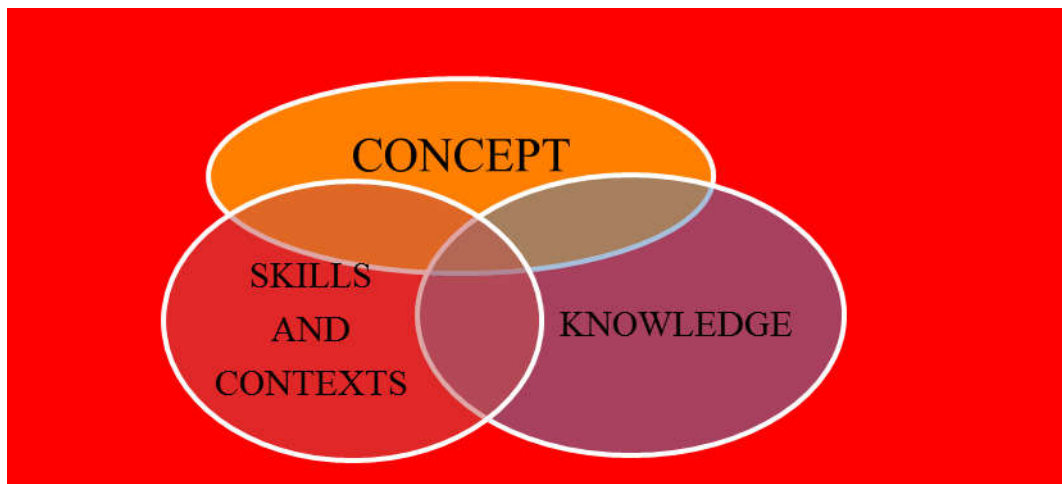 CONCEPT
SKILLS
AND
CONTEXTS
KNOWLEDGE